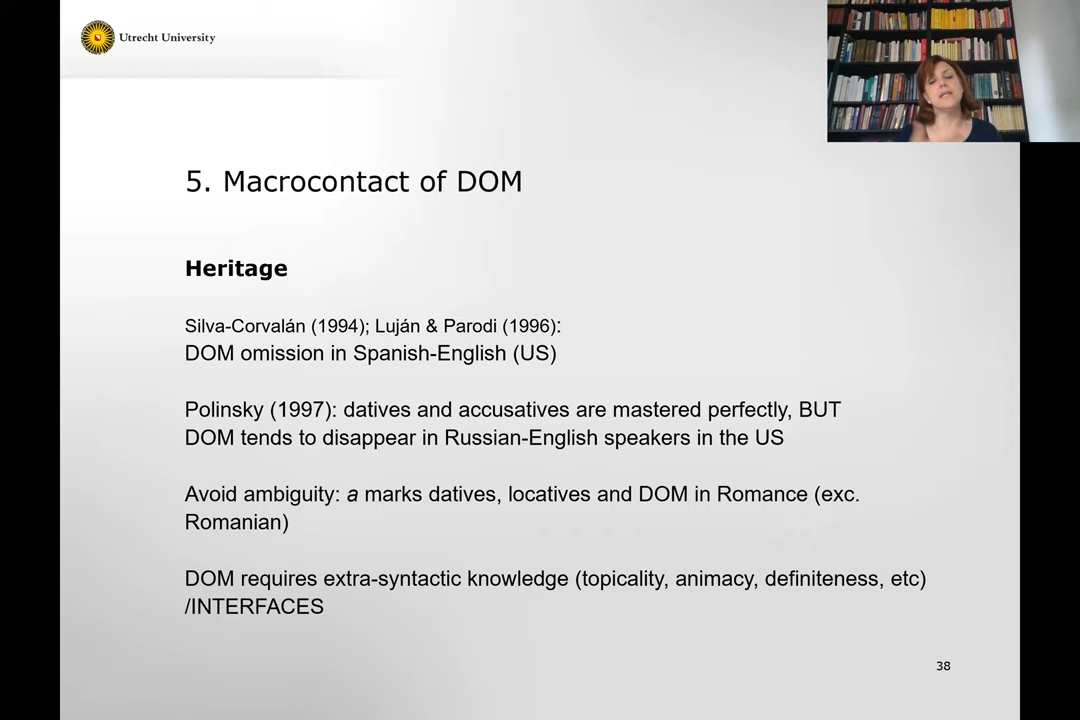 Utrecht University
5. Macrocontact of DOM
Heritage
Silva-Corvalán (1994); Luján & Parodi (1996):
DOM omission in Spanish-English (US)
Polinsky (1997): datives and accusatives are mastered perfectly, BUT
DOM tends to disappear in Russian-English speakers in the US
Avoid ambiguity: a marks datives, locatives and DOM in Romance (exc.
Romanian)
DOM requires extra-syntactic knowledge (topicality, animacy, definiteness, etc)
/INTERFACES
38